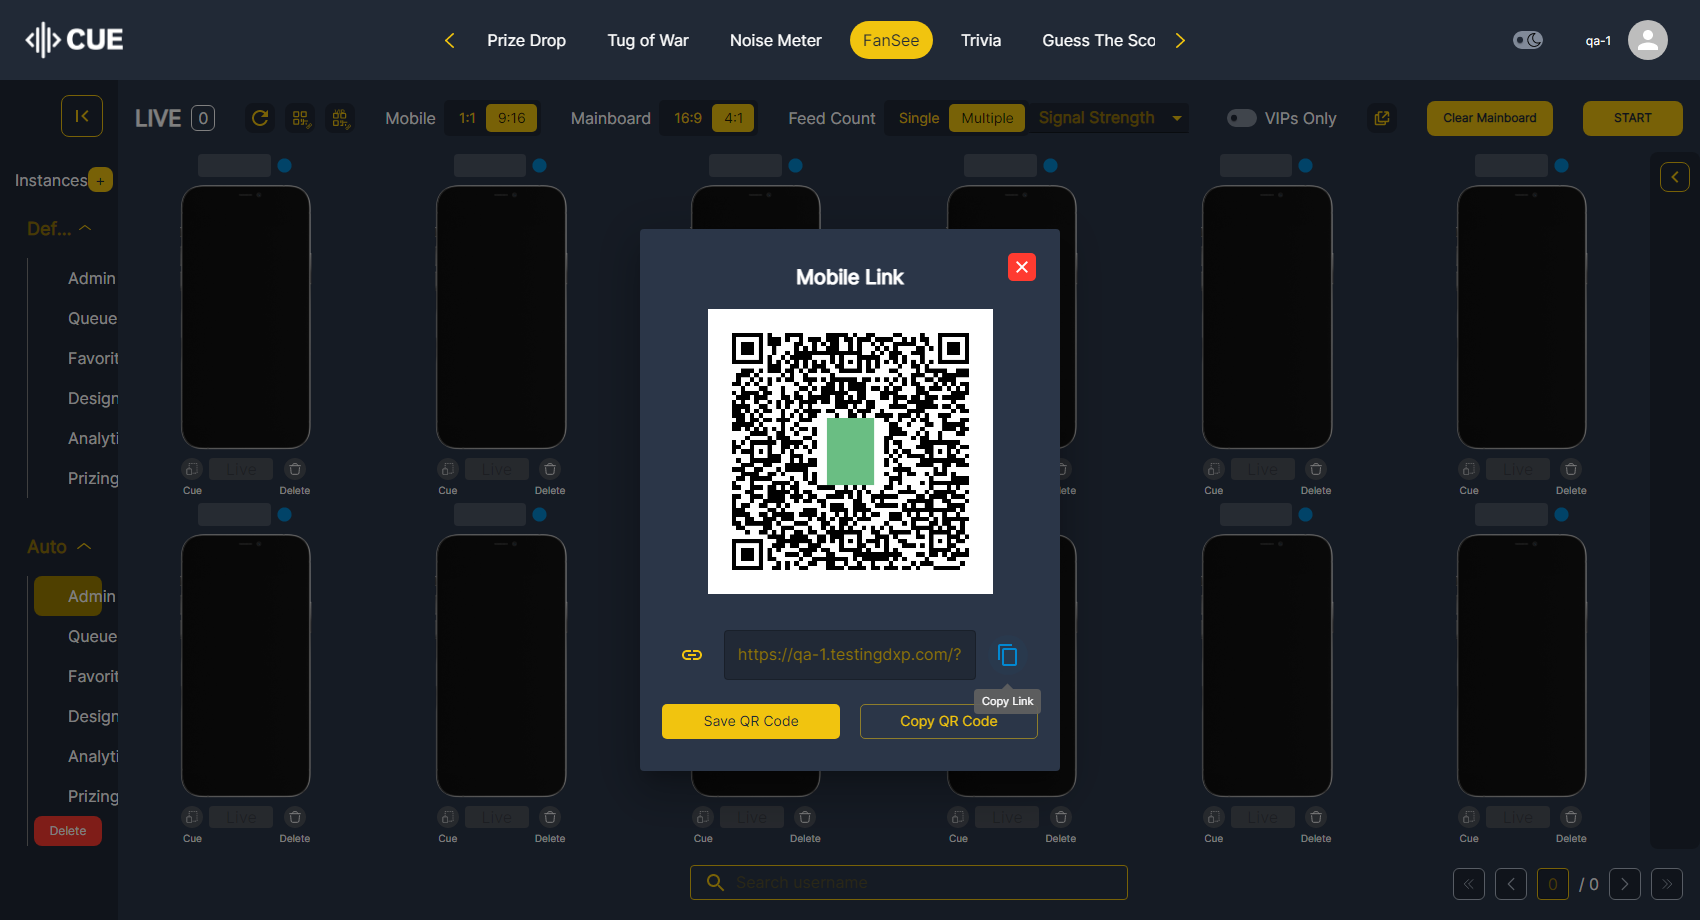 CUE
Prize Drop
Tug of War
Noise Meter
FanSee
Trivia
Guess The Sco
qa-1
LIVE 0
Mobile 1:1 9:16
Mainboard 16:9 4:1
Feed Count Single Multiple Signal Strength
VIPs Only
Clear Mainboard
START
Instances +
Def...
Admin
Queue
Favorit
Design
Analyti
Prizing
Auto
Admin
Queue
Favorit
Design
Analyti
Prizing
Delete
Live
Cue Delete
Live
Cue Delete
lete
Live
Cue Delete
Live
Cue Delete
Live
Cue Delete
Live
Cue Delete
Live
Cue Delete
Live
Cue Delete
Live
Cue Delete
Live
Cue Delete
Mobile Link
https://qa-1.testingdxp.com/?
Copy Link
Save QR Code
Copy QR Code
Search username
0 / 0